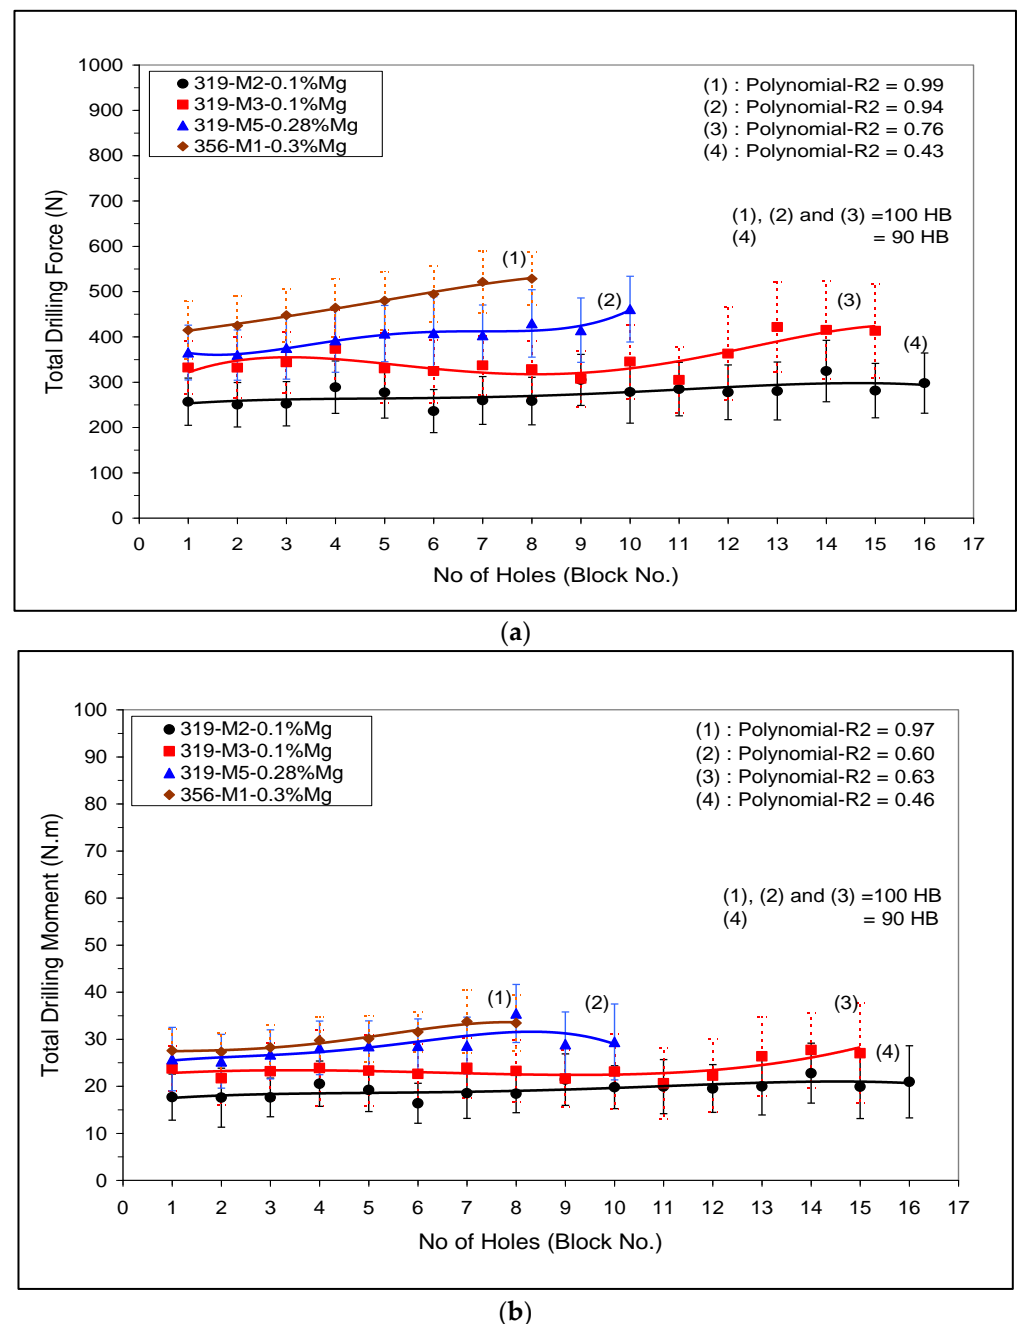 1000
900
800
700
600
500
400
300
200
100
0
Total Drilling Force (N)
319-M2-0.1%Mg
319-M3-0.1%Mg
319-M5-0.28%Mg
356-M1-0.3%Mg
(1) : Polynomial-R2 = 0.99
(2) : Polynomial-R2 = 0.94
(3) : Polynomial-R2 = 0.76
(4) : Polynomial-R2 = 0.43
(1), (2) and (3) =100 HB
(4) = 90 HB
(1)
(2)
(3)
(4)
0 1 2 3 4 5 6 7 8 9 10 11 12 13 14 15 16 17
No of Holes (Block No.)
(a)
100
90
80
70
60
50
40
30
20
10
0
Total Drilling Moment (N.m)
319-M2-0.1%Mg
319-M3-0.1%Mg
319-M5-0.28%Mg
356-M1-0.3%Mg
(1) : Polynomial-R2 = 0.97
(2) : Polynomial-R2 = 0.60
(3) : Polynomial-R2 = 0.63
(4) : Polynomial-R2 = 0.46
(1), (2) and (3) =100 HB
(4) = 90 HB
(1)
(2)
(3)
(4)
0 1 2 3 4 5 6 7 8 9 10 11 12 13 14 15 16 17
No of Holes (Block No.)
(b)